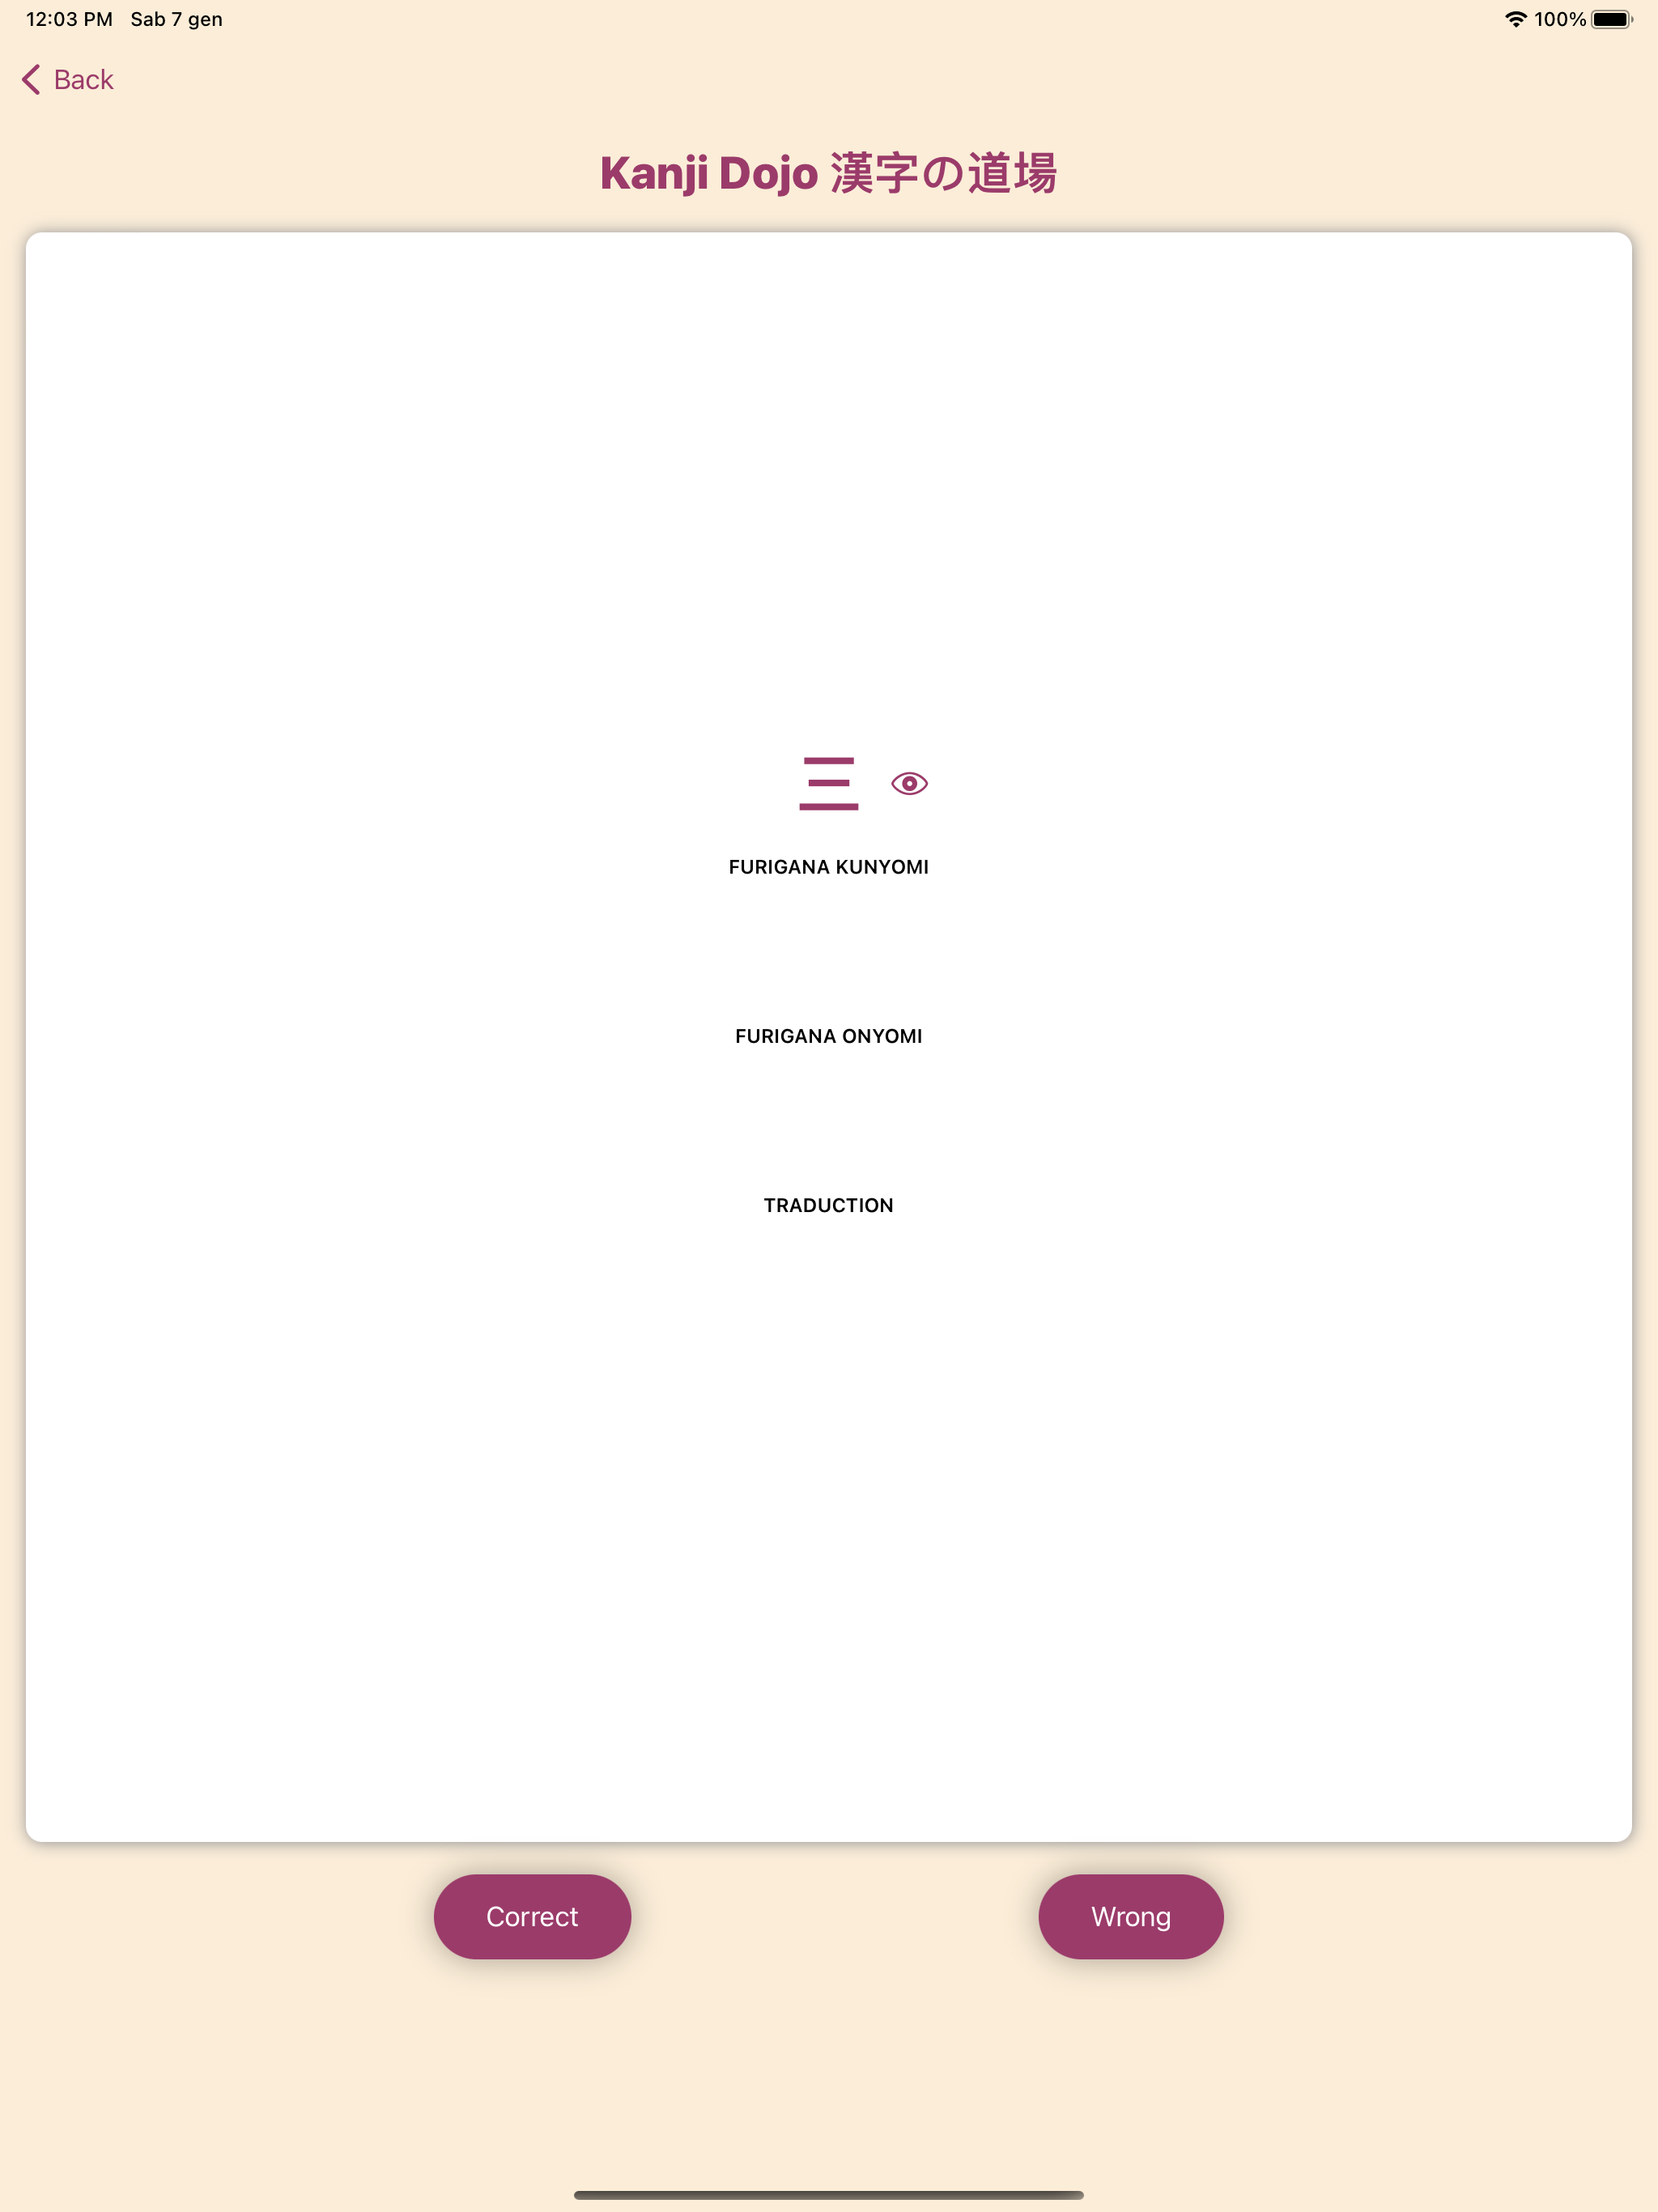 12:03 PM Sab 7 gen 100%
Back
Kanji Dojo 漢字の道場
三
FURIGANA KUNYOMI
FURIGANA ONYOMI
TRADUCTION
Correct Wrong